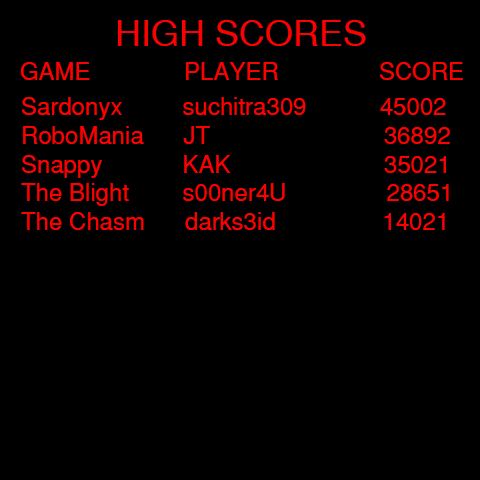 HIGH SCORES
GAME PLAYER SCORE
Sardonyx suchitra309 45002
RoboMania JT 36892
Snappy KAK 35021
The Blight s00ner4U 28651
The Chasm darks3id 14021